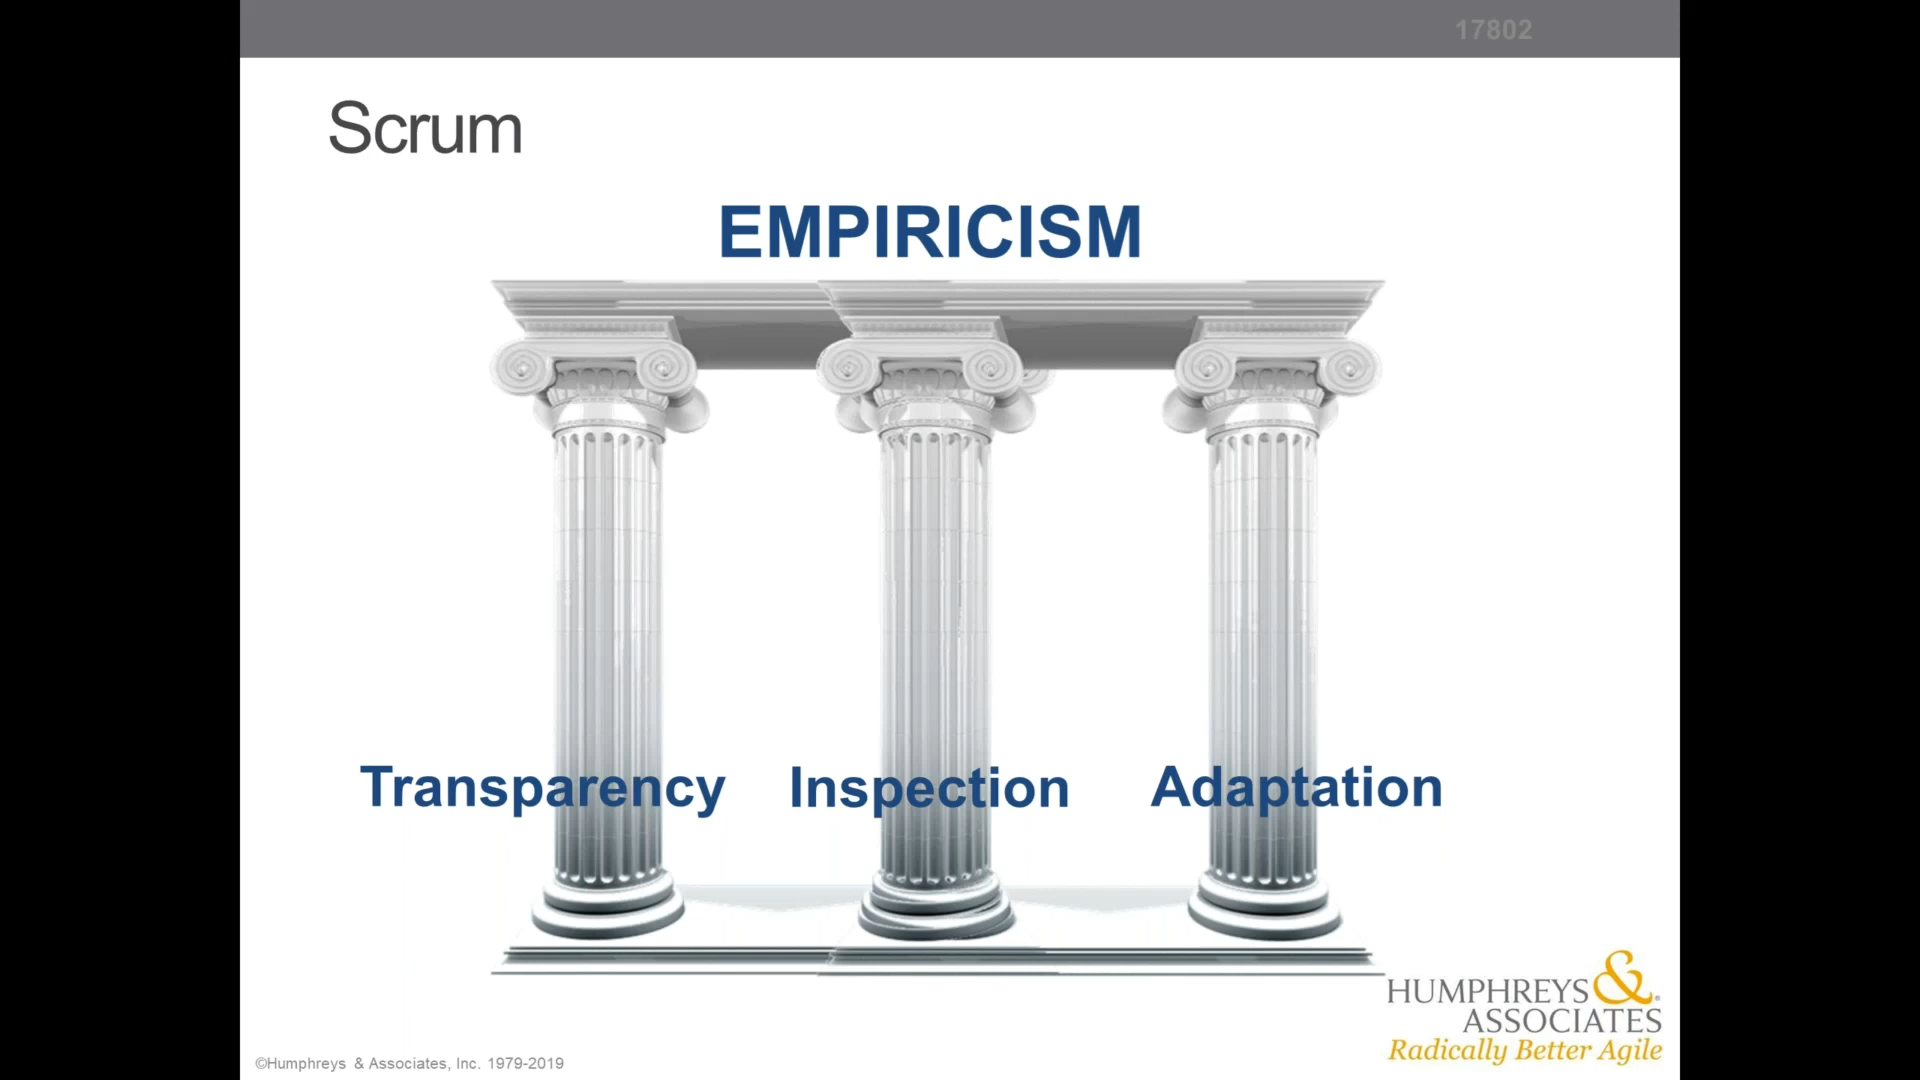 17802
Scrum
EMPIRICISM
Transparency Inspection Adaptation
HUMPHREYS &®
ASSOCIATES
Radically Better Agile
©Humphreys & Associates, Inc. 1979-2019